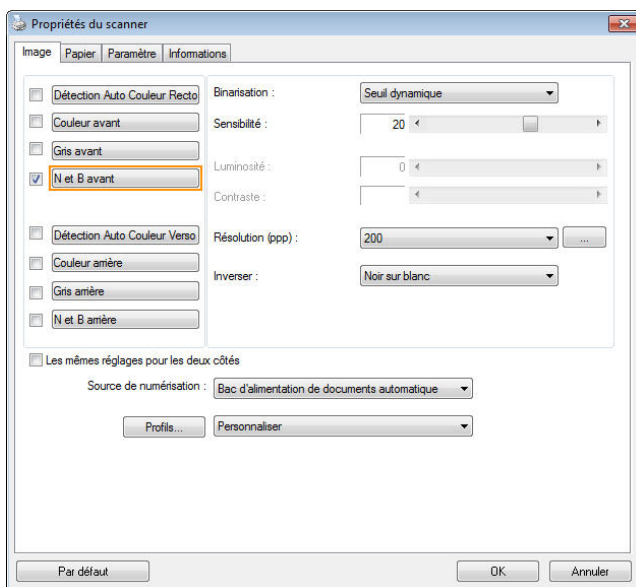 Propriétés du scanner
Image Papier Paramètre Informations
Détection Auto Couleur Recto
Couleur avant
Gris avant
N et B avant
Détection Auto Couleur Verso
Couleur arrière
Gris arrière
N et B arrière
Binarisation : Seuil dynamique
Sensibilité : 20
Luminosité : 0
Contraste :
Résolution (ppp) : 200 ...
Inverser : Noir sur blanc
Les mêmes réglages pour les deux côtés
Source de numérisation : Bac d'alimentation de documents automatique
Profils... Personnaliser
Par défaut OK Annuler